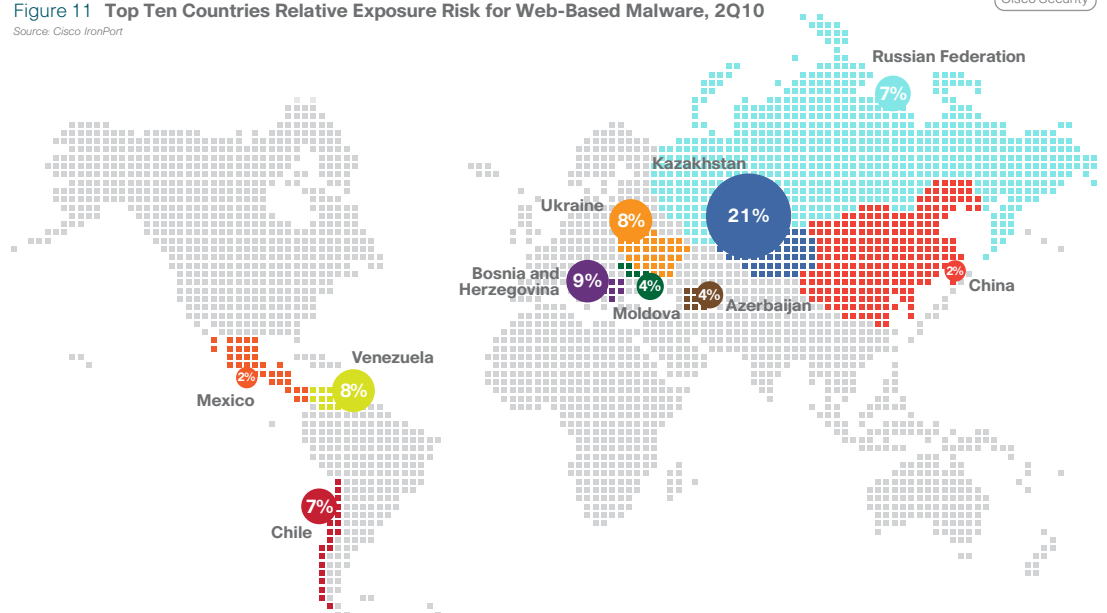 Figure 11 Top Ten Countries Relative Exposure Risk for Web-Based Malware, 2Q10
Cisco Security
Source: Cisco IronPort
Russian Federation
7%
Kazakhstan
21%
Ukraine
8%
Bosnia and
Herzegovina
9%
Moldova
4%
Azerbaijan
4%
China
2%
Mexico
2%
Venezuela
8%
Chile
7%